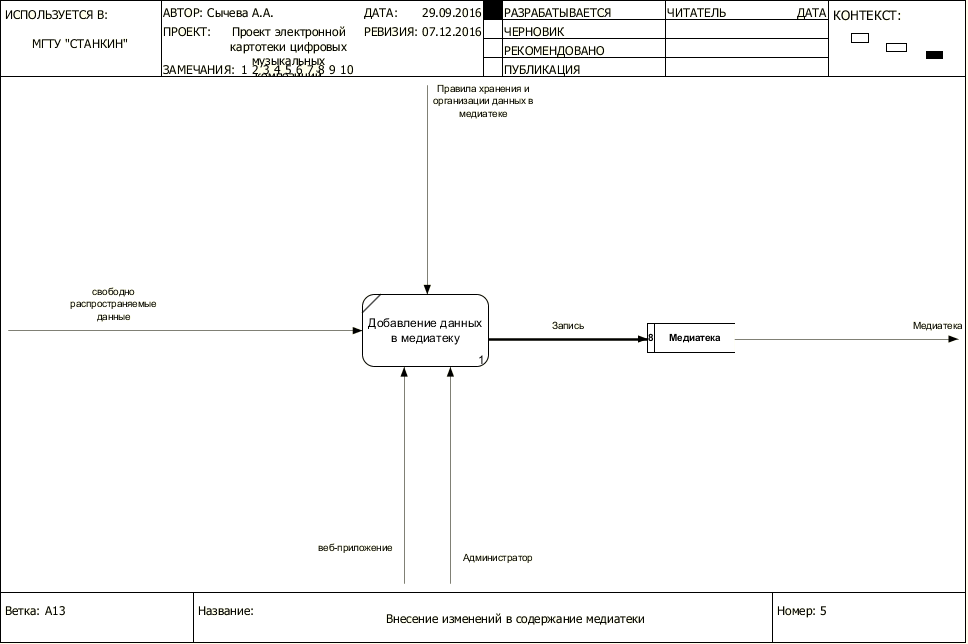 ИСПОЛЬЗУЕТСЯ В:
МГТУ "СТАНКИН"
АВТОР: Сычева А.А.
ДАТА: 29.09.2016
ПРОЕКТ: Проект электронной
картотеки цифровых
музыкальных
РЕВИЗИЯ: 07.12.2016
ЗАМЕЧАНИЯ: 1 2 3 4 5 6 7 8 9 10
РАЗРАБАТЫВАЕТСЯ
ЧЕРНОВИК
РЕКОМЕНДОВАНО
ПУБЛИКАЦИЯ
ЧИТАТЕЛЬ ДАТА
КОНТЕКСТ:
Правила хранения и
организации данных в
медиатеке
свободно
распространяемые
данные
Добавление данных
в медиатеку
1
Запись
8 Медиатека
Медиатека
веб-приложение
Администратор
Ветка: A13
Название:
Внесение изменений в содержание медиатеки
Номер: 5